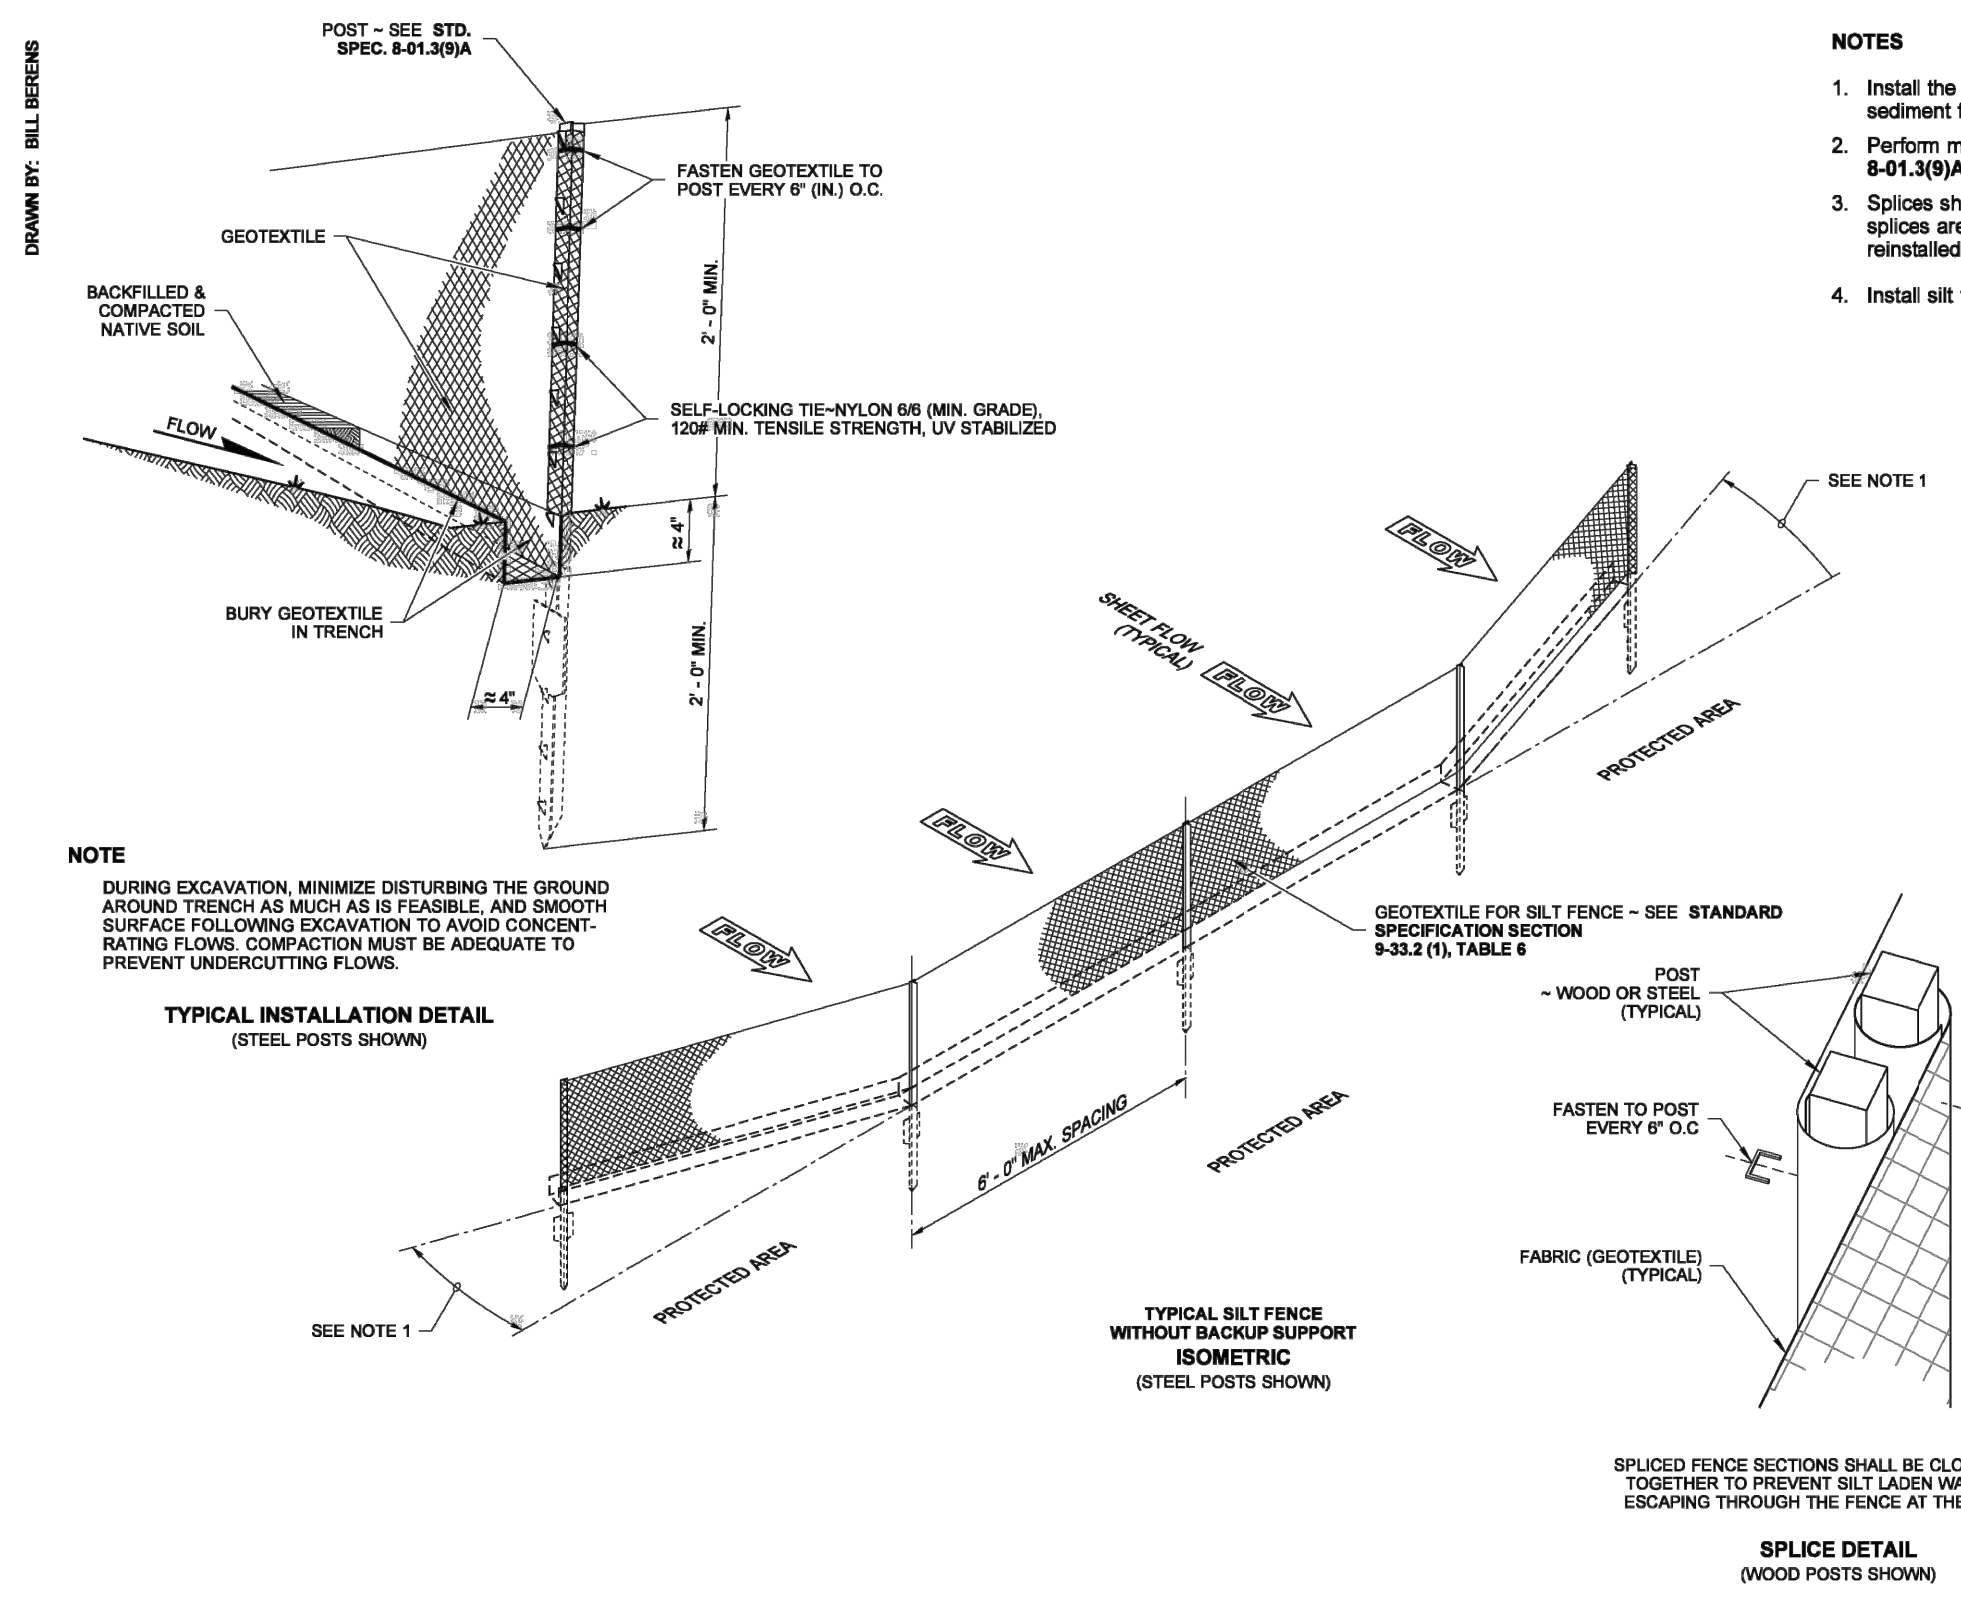 DRAWN BY: BILL BERENS
POST ~ SEE STD.
SPEC. 8-01.3(9)A
FASTEN GEOTEXTILE TO
POST EVERY 6" (IN.) O.C.
GEOTEXTILE
BACKFILLED &
COMPACTED
NATIVE SOIL
FLOW
2' - 0" MIN.
SELF-LOCKING TIE~NYLON 6/6 (MIN. GRADE),
120# MIN. TENSILE STRENGTH, UV STABILIZED
≈ 4"
BURY GEOTEXTILE
IN TRENCH
2' - 0" MIN.
≈ 4"
NOTE
DURING EXCAVATION, MINIMIZE DISTURBING THE GROUND
AROUND TRENCH AS MUCH AS IS FEASIBLE, AND SMOOTH
SURFACE FOLLOWING EXCAVATION TO AVOID CONCENT-
RATING FLOWS. COMPACTION MUST BE ADEQUATE TO
PREVENT UNDERCUTTING FLOWS.
TYPICAL INSTALLATION DETAIL
(STEEL POSTS SHOWN)
NOTES
1. Install the
sediment f
2. Perform m
8-01.3(9)A
3. Splices sh
splices are
reinstalled
4. Install silt
SEE NOTE 1
FLOW
SHEET FLOW
(TYPICAL)
FLOW
PROTECTED AREA
FLOW
FLOW
GEOTEXTILE FOR SILT FENCE ~ SEE STANDARD
SPECIFICATION SECTION
9-33.2 (1), TABLE 6
6' - 0" MAX. SPACING
PROTECTED AREA
PROTECTED AREA
SEE NOTE 1
TYPICAL SILT FENCE
WITHOUT BACKUP SUPPORT
ISOMETRIC
(STEEL POSTS SHOWN)
POST
~ WOOD OR STEEL
(TYPICAL)
FASTEN TO POST
EVERY 6" O.C
FABRIC (GEOTEXTILE)
(TYPICAL)
SPLICED FENCE SECTIONS SHALL BE CLO
TOGETHER TO PREVENT SILT LADEN WA
ESCAPING THROUGH THE FENCE AT THE
SPLICE DETAIL
(WOOD POSTS SHOWN)